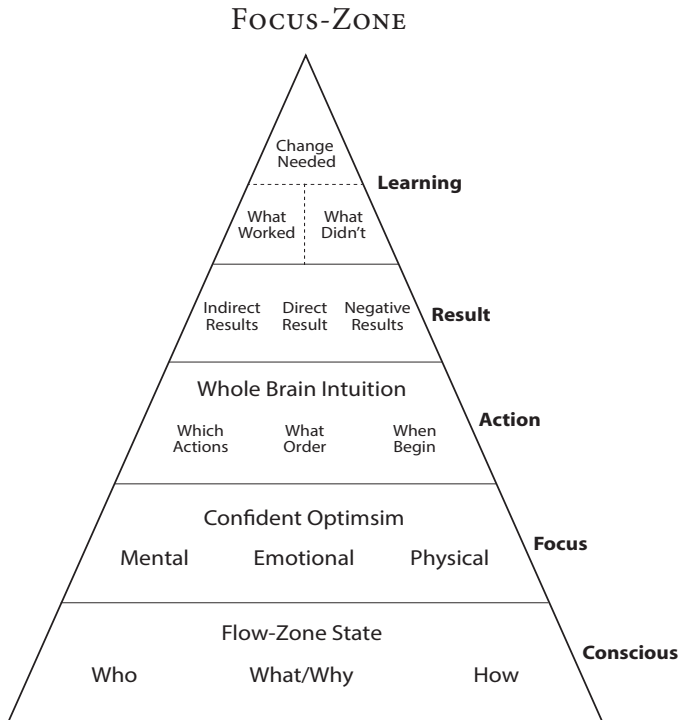 Focus-Zone
Change
Needed
Learning
What
Worked
What
Didn't
Indirect
Results
Direct
Result
Negative
Results
Result
Whole Brain Intuition
Which
Actions
What
Order
When
Begin
Action
Confident Optimsim
Mental Emotional Physical
Focus
Flow-Zone State
Who What/Why How
Conscious